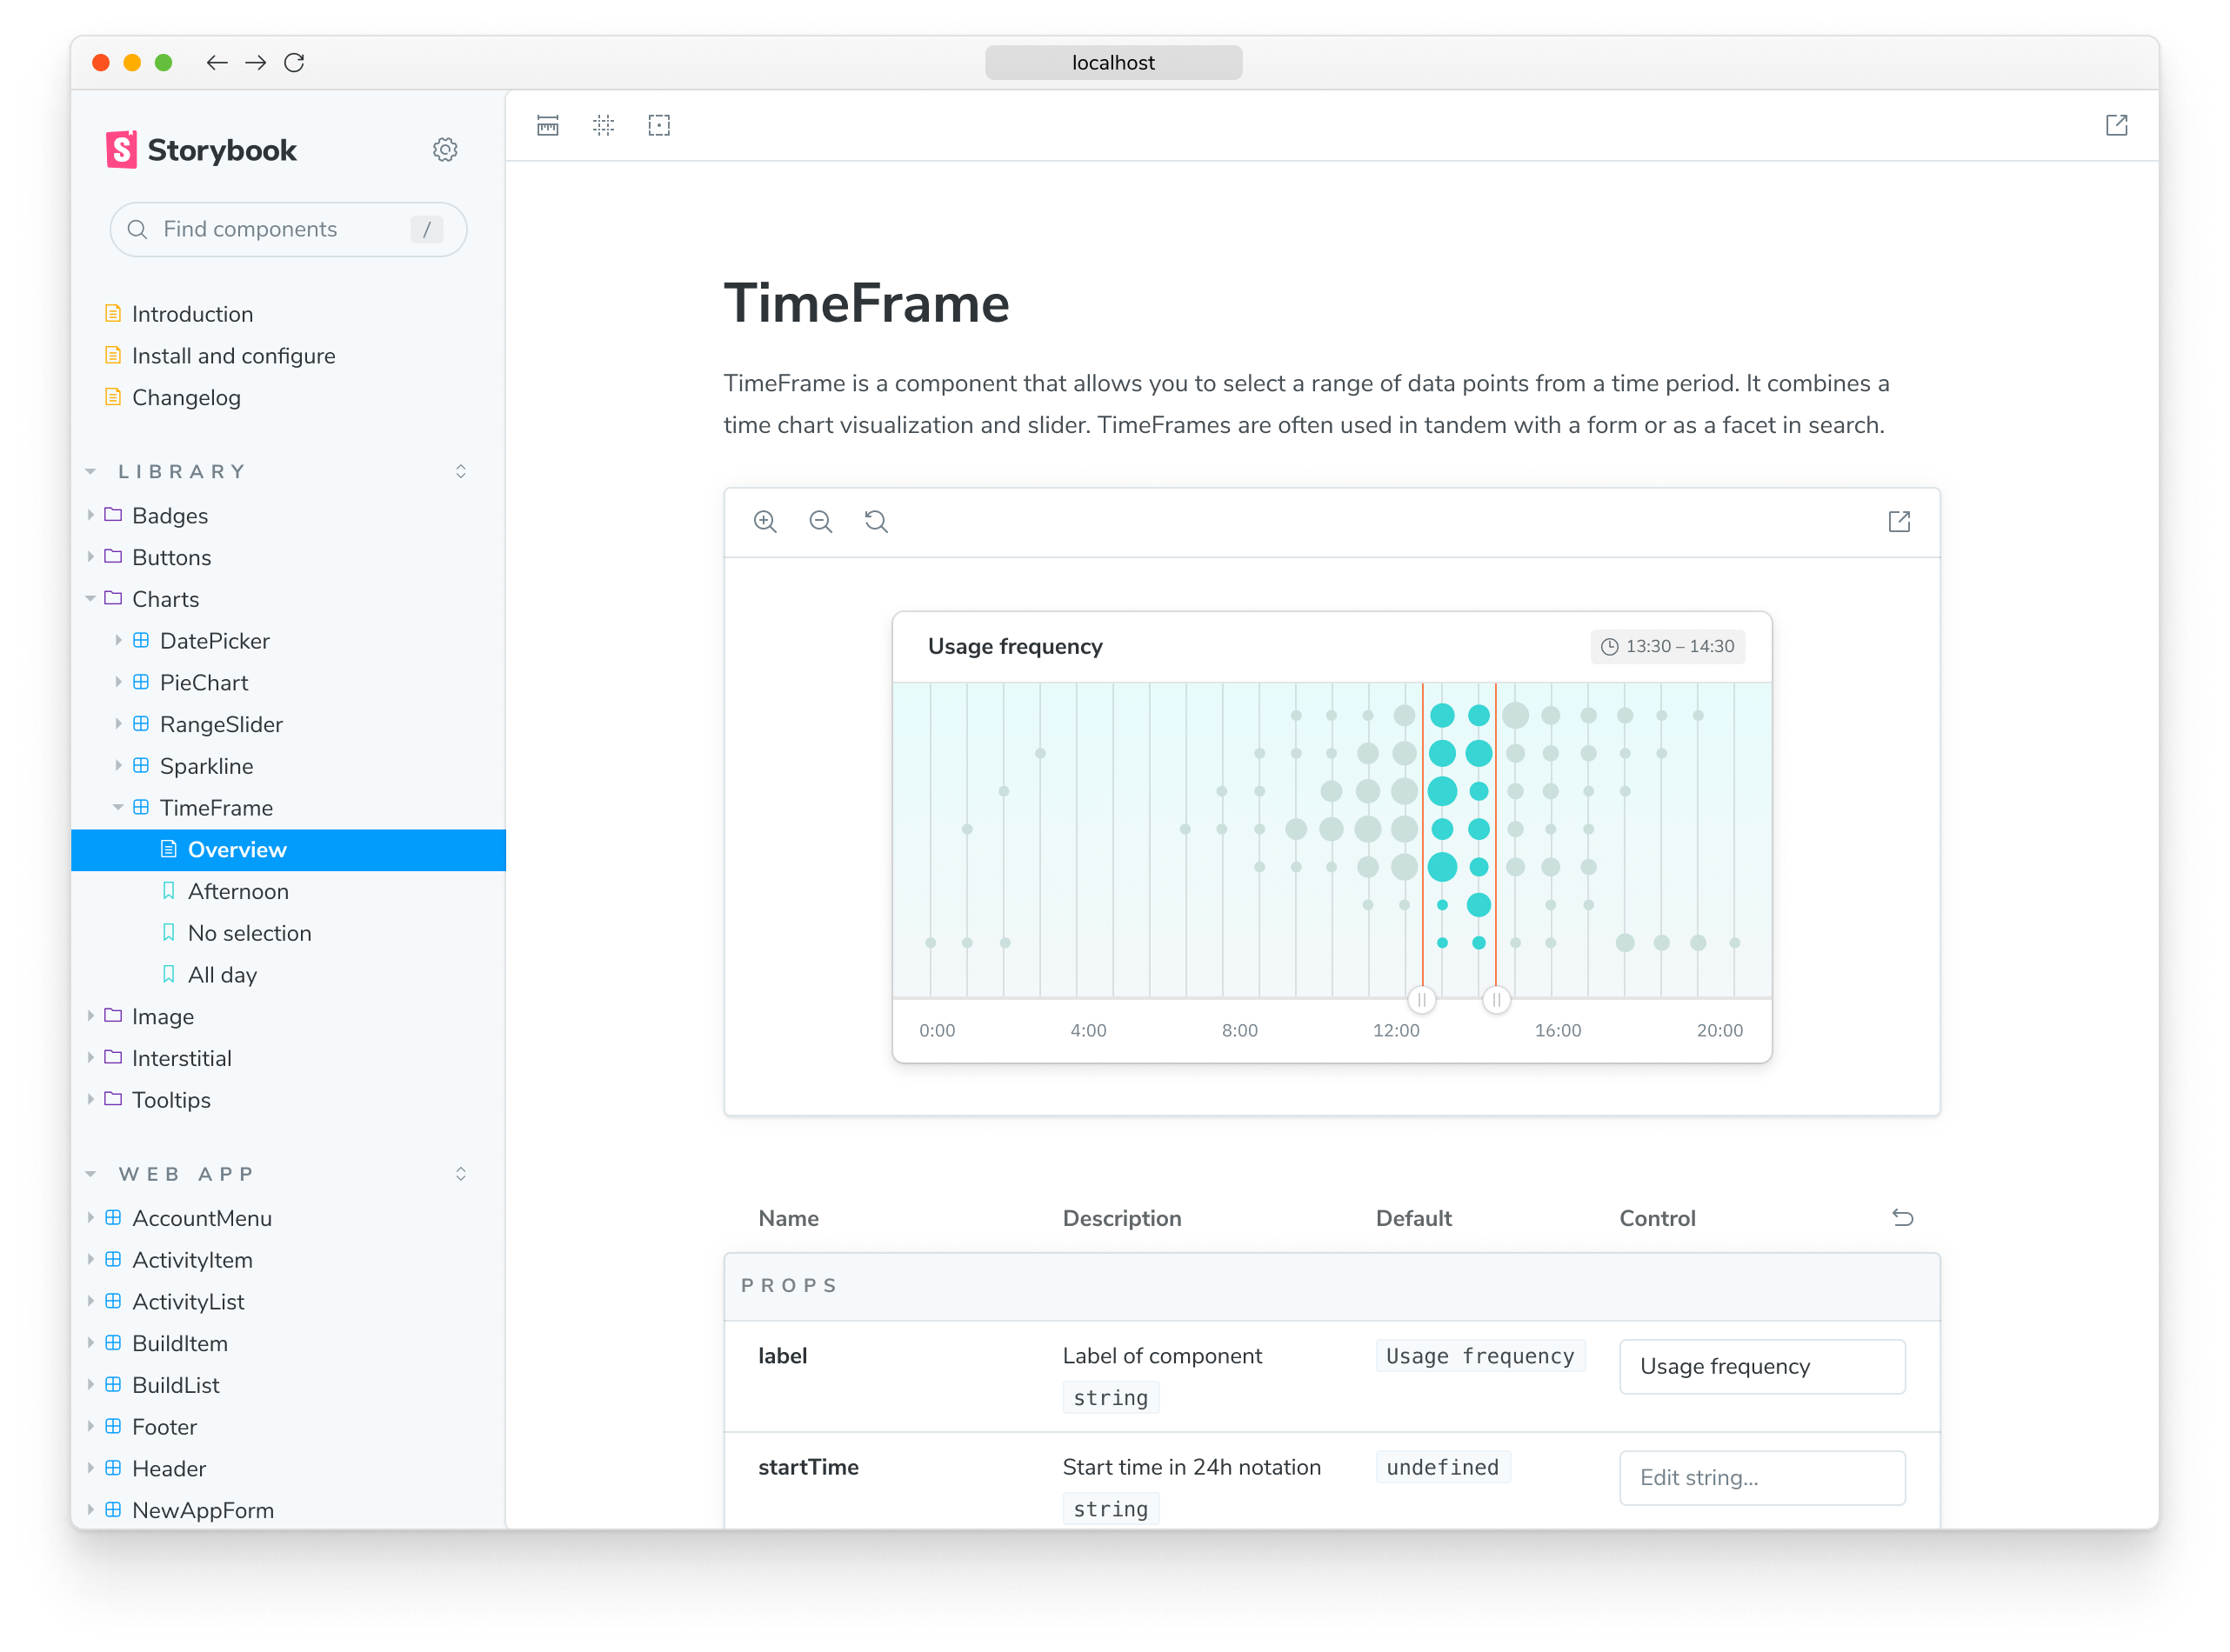 localhost
Storybook
Find components /
Introduction
Install and configure
Changelog
LIBRARY
Badges
Buttons
Charts
DatePicker
PieChart
RangeSlider
Sparkline
TimeFrame
Overview
Afternoon
No selection
All day
Image
Interstitial
Tooltips
WEB APP
AccountMenu
ActivityItem
ActivityList
BuildItem
BuildList
Footer
Header
NewAppForm
TimeFrame
TimeFrame is a component that allows you to select a range of data points from a time period. It combines a
time chart visualization and slider. TimeFrames are often used in tandem with a form or as a facet in search.
Usage frequency 13:30 – 14:30
0:00 4:00 8:00 12:00 16:00 20:00
Name Description Default Control
PROPS
label Label of component Usage frequency Usage frequency
string
startTime Start time in 24h notation undefined Edit string...
string